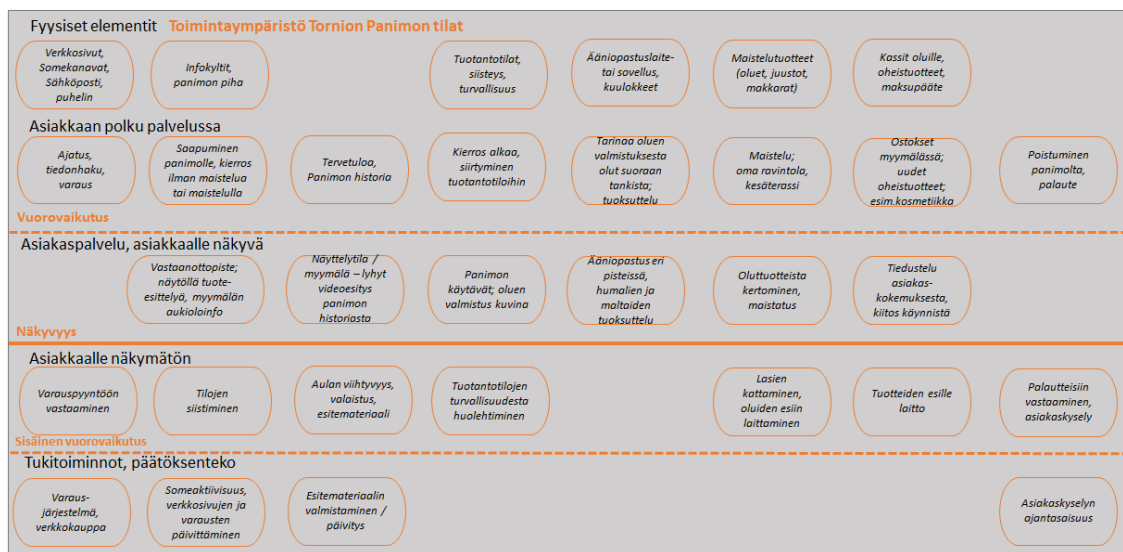 Fyysiset elementit Toimintaympäristö Tornion Panimon tilat
Verkkosivut,
Somekanavat,
Sähköposti,
puhelin
Infokyltit,
panimon piha
Tuotantotilat,
siisteys,
turvallisuus
Ääniopastuslaite-
tai sovellus,
kuulokkeet
Maistelutuotteet
(oluet, juustot,
makkarat)
Kassit oluille,
oheistuotteet,
maksupääte
Asiakkaan polku palvelussa
Ajatus,
tiedonhaku,
varaus
Saapuminen
panimolle, kierros
ilman maistelua
tai maistelulla
Tervetuloa,
Panimon historia
Kierros alkaa,
siirtyminen
tuotantotiloihin
Tarinaa oluen
valmistuksesta
olut suoraan
tankista;
tuoksuttelu
Maistelu;
oma ravintola,
kesäterassi
Ostokset
myymälässä;
uudet
oheistuotteet;
esim.kosmetiikka
Poistuminen
panimolta,
palaute
Vuorovaikutus
Asiakaspalvelu, asiakkaalle näkyvä
Vastaanottopiste;
näytöllä tuote-
esittelyä, myymälän
aukioloinfo
Näyttelytila /
myymälä – lyhyt
videoesitys
panimon
historiasta
Panimon
käytävät; oluen
valmistus kuvina
Ääniopastus eri
pisteissä,
humalien ja
maltaiden
tuoksuttelu
Oluttuotteista
kertominen,
maistatus
Tiedustelu
asiakas-
kokemuksesta,
kiitos käynnistä
Näkyvyys
Asiakkaalle näkymätön
Varauspyyntöön
vastaaminen
Tilojen
siistiminen
Aulan viihtyvyys,
valaistus,
esitemateriaali
Tuotantotilojen
turvallisuudesta
huolehtiminen
Lasien
kattaminen,
oluiden esiin
laittaminen
Tuotteiden esille
laitto
Palautteisiin
vastaaminen,
asiakaskysely
Sisäinen vuorovaikutus
Tukitoiminnot, päätöksenteko
Varaus-
järjestelmä,
verkkokauppa
Someaktiivisuus,
verkkosivujen ja
varausten
päivittäminen
Esitemateriaalin
valmistaminen /
päivitys
Asiakaskyselyn
ajantasaisuus